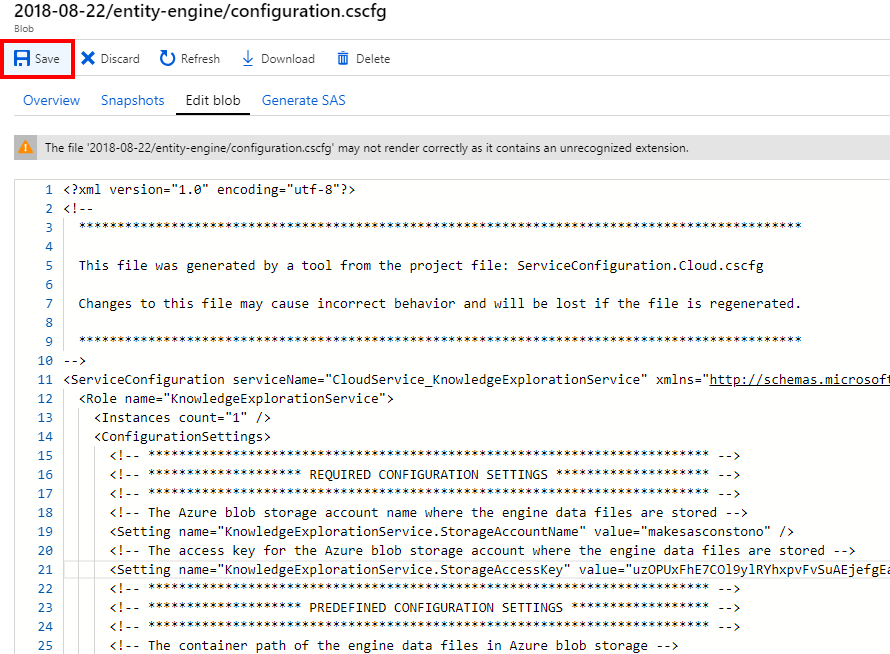 2018-08-22/entity-engine/configuration.cscfg
Blob
Save Discard Refresh Download Delete
Overview Snapshots Edit blob Generate SAS
The file '2018-08-22/entity-engine/configuration.cscfg' may not render correctly as it contains an unrecognized extension.
1 <?xml version="1.0" encoding="utf-8"?>
2 <!--
3 **********************************************************************************************
4
5 This file was generated by a tool from the project file: ServiceConfiguration.Cloud.cscfg
6
7 Changes to this file may cause incorrect behavior and will be lost if the file is regenerated.
8
9 **********************************************************************************************
10 -->
11 <ServiceConfiguration serviceName="CloudService_KnowledgeExplorationService" xmlns="http://schemas.microsoft
12 <Role name="KnowledgeExplorationService">
13 <Instances count="1" />
14 <ConfigurationSettings>
15 <!-- ************************************************************************* -->
16 <!-- ******************** REQUIRED CONFIGURATION SETTINGS ******************** -->
17 <!-- ************************************************************************* -->
18 <!-- The Azure blob storage account name where the engine data files are stored -->
19 <Setting name="KnowledgeExplorationService.StorageAccountName" value="makesasconstono" />
20 <!-- The access key for the Azure blob storage account where the engine data files are stored -->
21 <Setting name="KnowledgeExplorationService.StorageAccessKey" value="uzOPUxFhE7COl9ylRYhxpvFvSuAEjefgEa
22 <!-- ************************************************************************* -->
23 <!-- ******************** PREDEFINED CONFIGURATION SETTINGS ****************** -->
24 <!-- ************************************************************************* -->
25 <!-- The container path of the engine data files in Azure blob storage -->